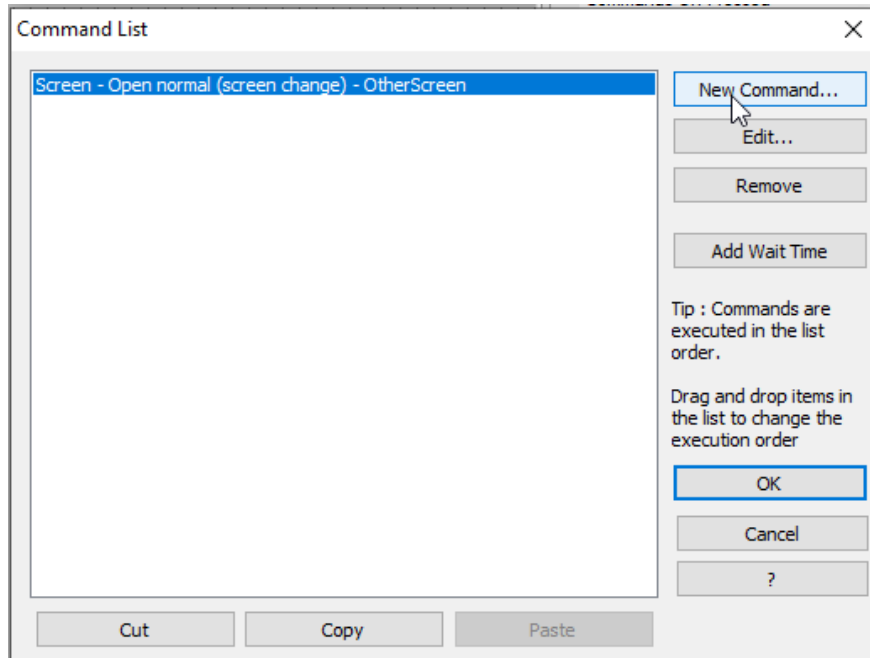 Command List
Screen - Open normal (screen change) - OtherScreen
New Command...
Edit...
Remove
Add Wait Time
Tip : Commands are
executed in the list
order.
Drag and drop items in
the list to change the
execution order
OK
Cancel
?
Cut
Copy
Paste